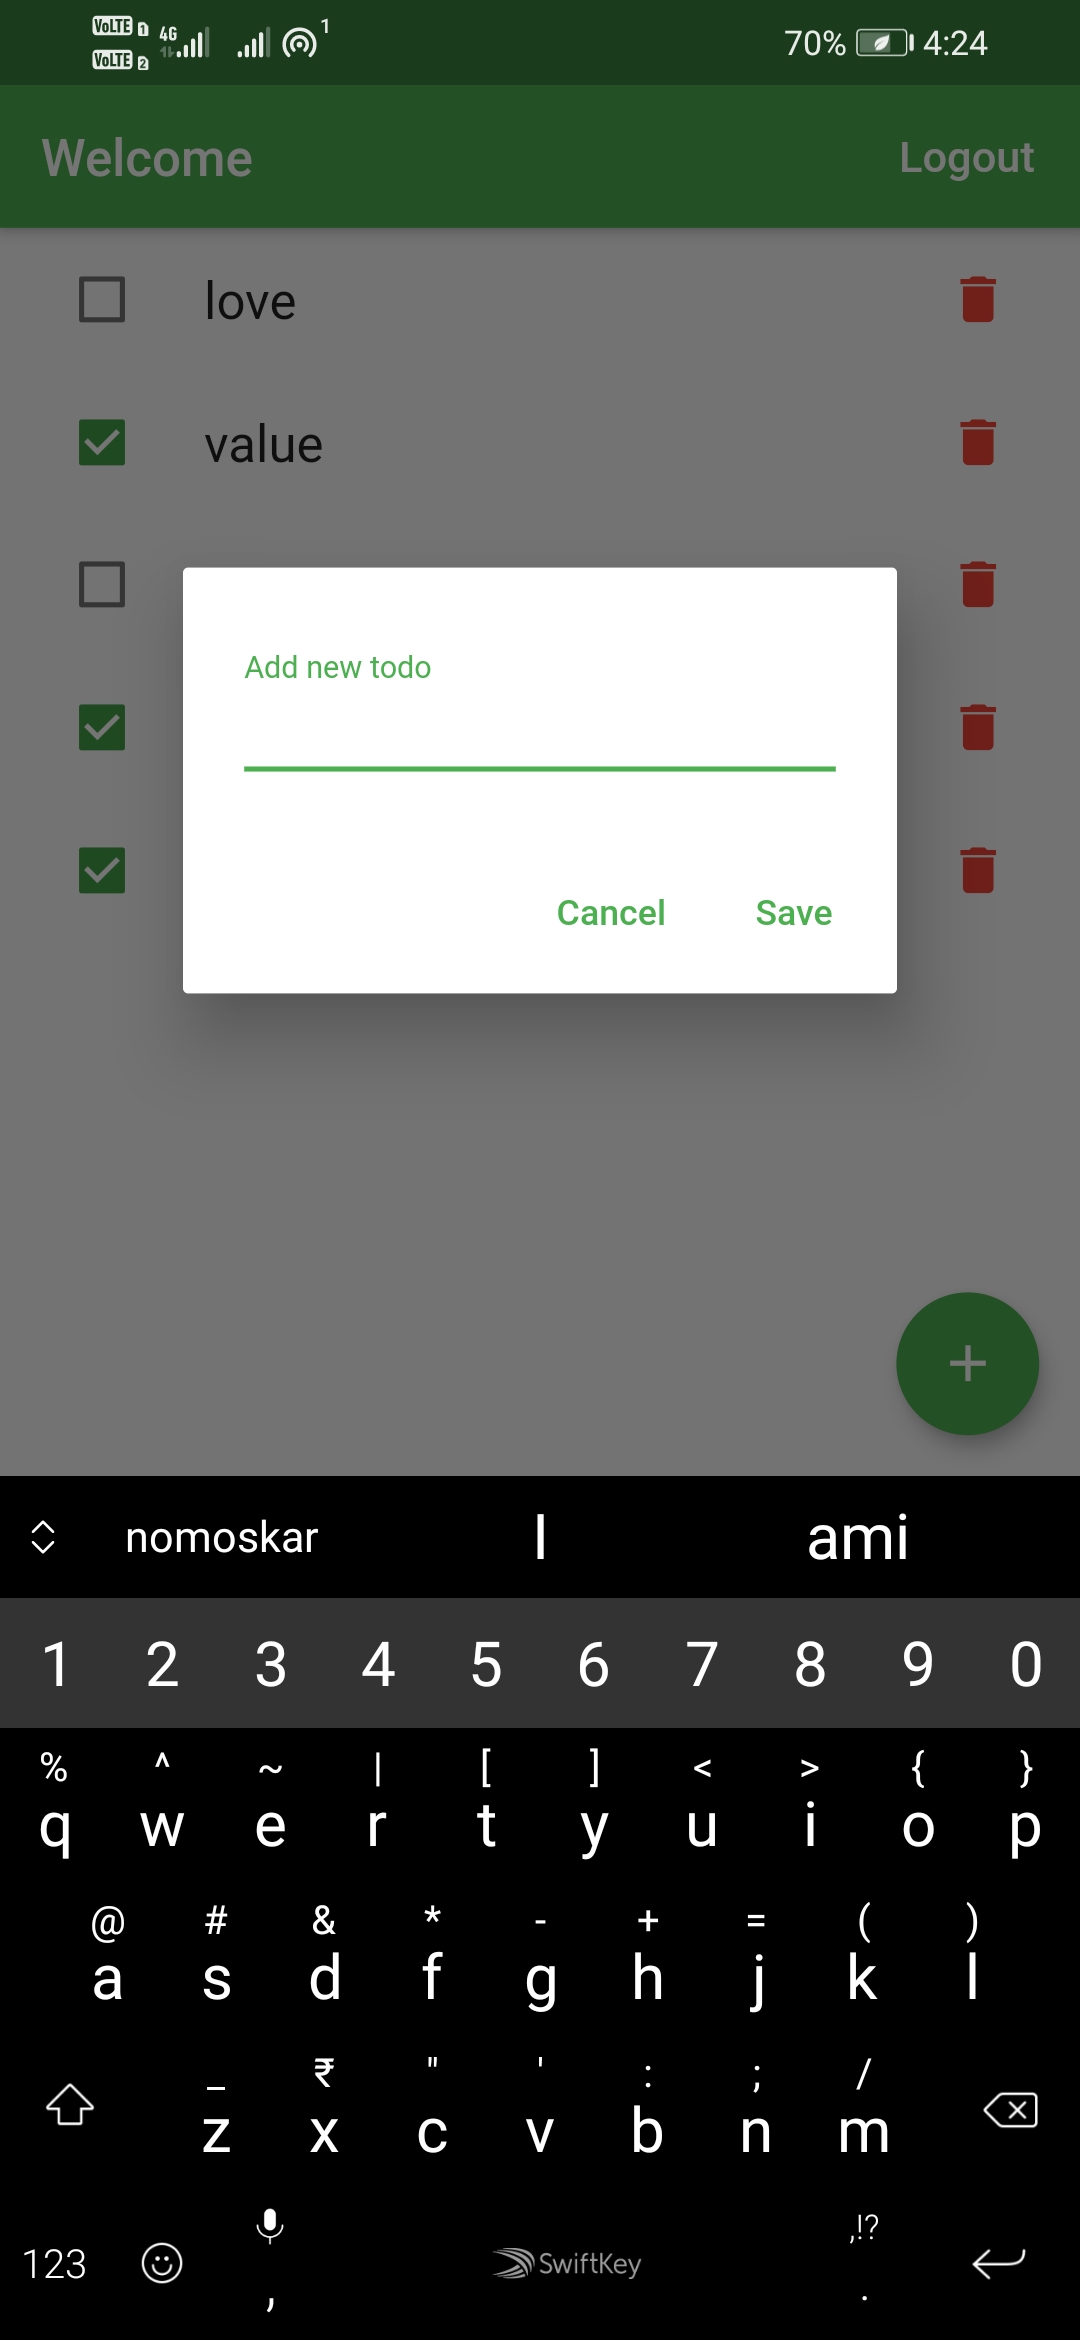 VoLTE 1 4G 1 70% 4:24
VoLTE 2
Welcome Logout
love
value
Add new todo
Cancel Save
nomoskar I ami
1 2 3 4 5 6 7 8 9 0
% ^ ~ | [ ] < > { }
q w e r t y u i o p
@ # & * - + = ( )
a s d f g h j k l
_ ₹ " ' : ; /
z x c v b n m
,!?
123 SwiftKey
, .